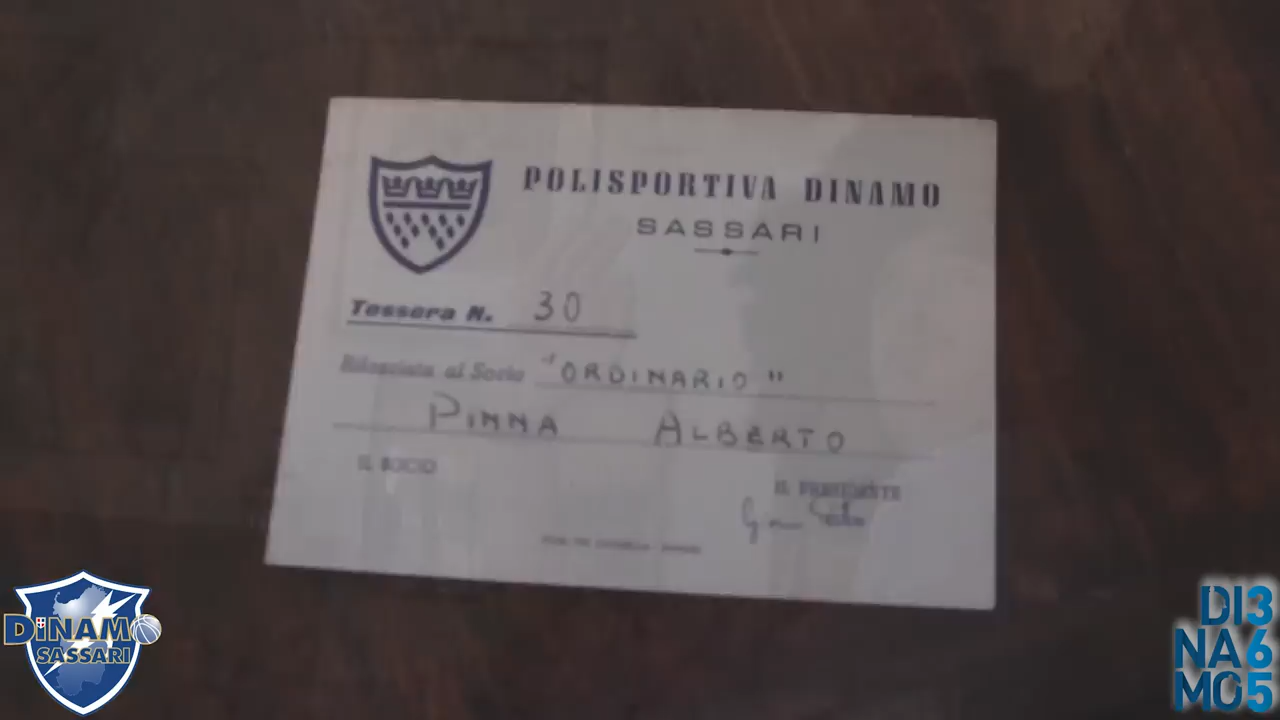 POLISPORTIVA DINAMO
SASSARI
Tessera N. 30
Rilasciata al Socio "ORDINARIO"
PINNA ALBERTO
IL SOCIO
IL PRESIDENTE
DINAMO
SASSARI
DI3
NA6
MO5